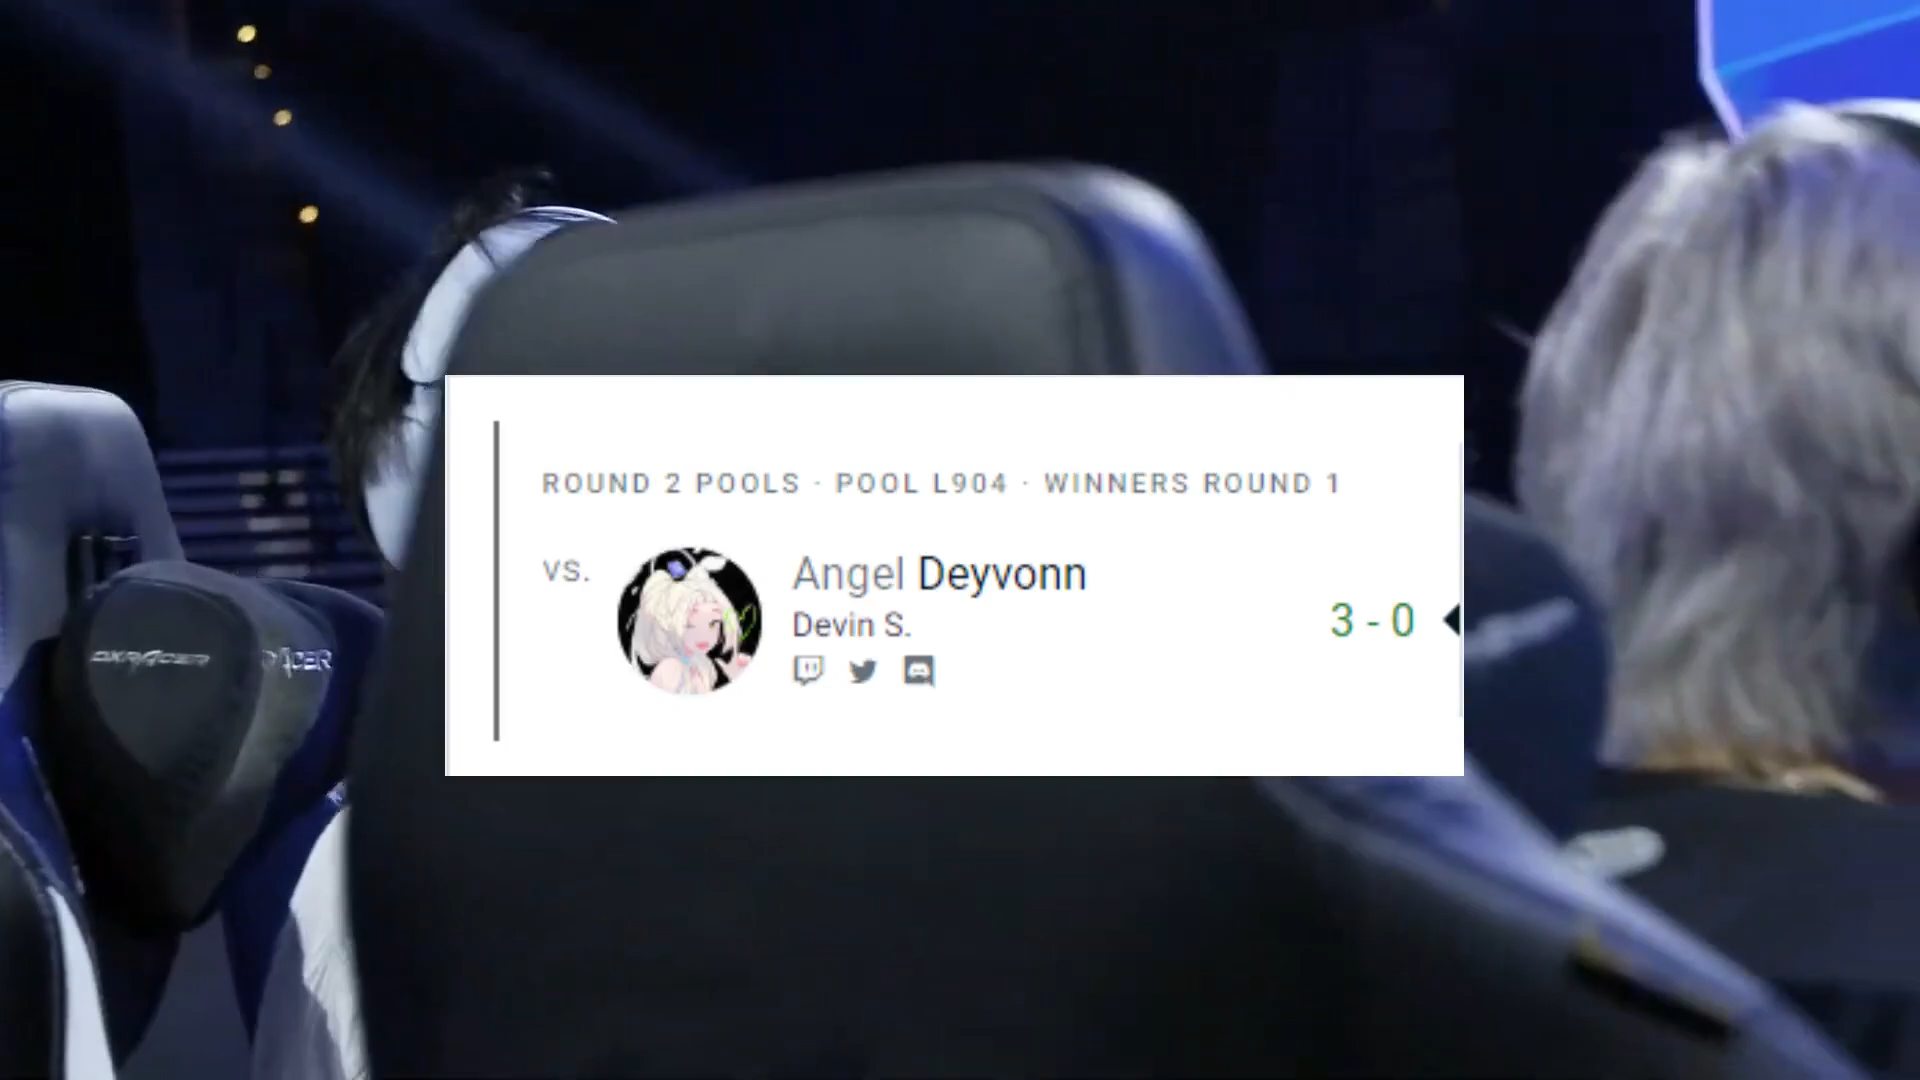 ROUND 2 POOLS · POOL L904 · WINNERS ROUND 1
VS.
Angel Deyvonn
Devin S.
3 - 0
DXRACER